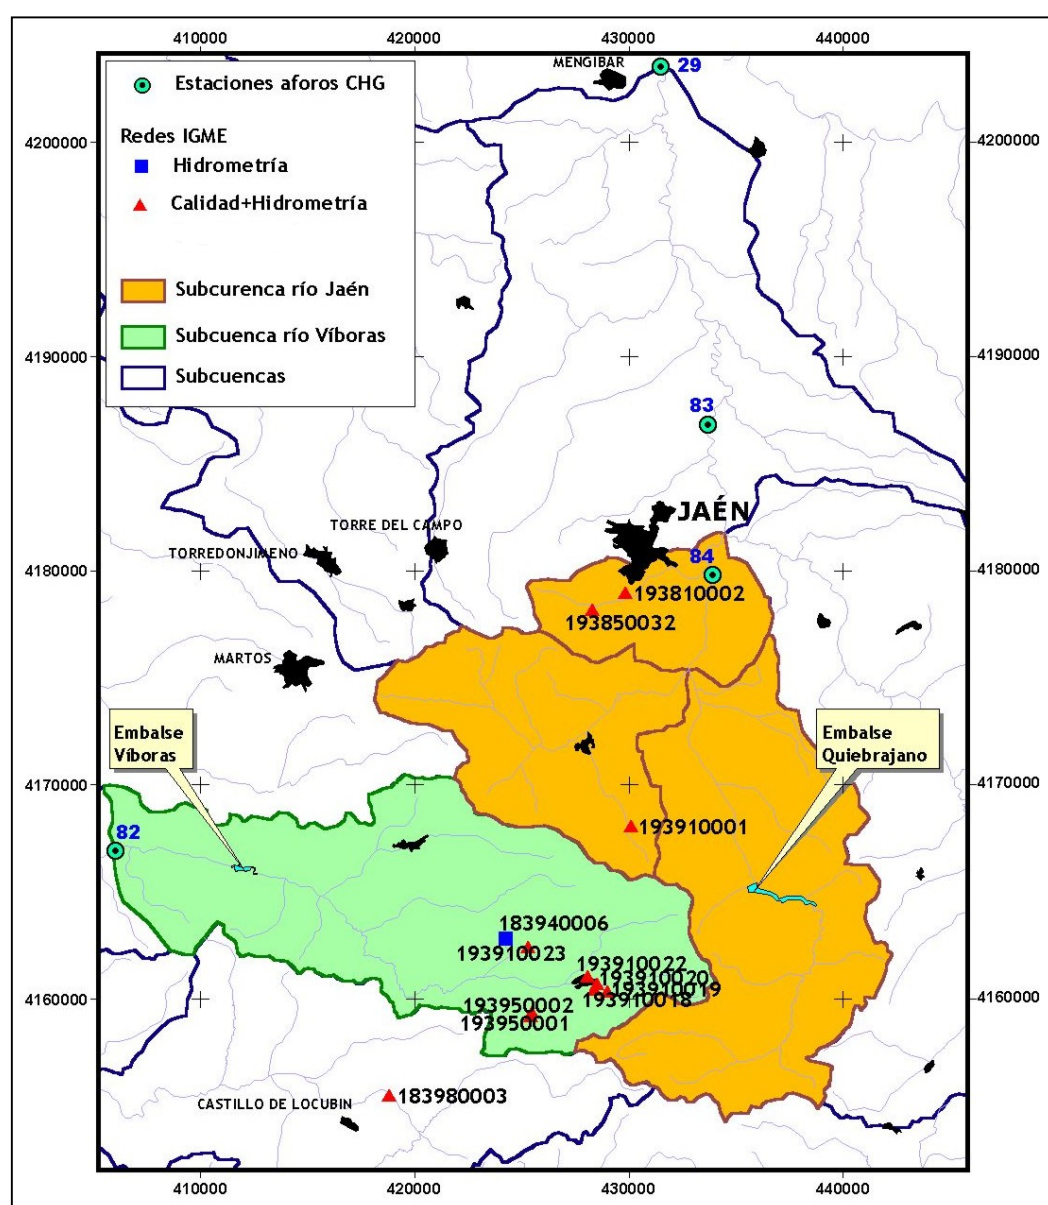 410000 420000 430000 440000
MENGIBAR
29
Estaciones aforos CHG
Redes IGME
Hidrometría
Calidad+Hidrometría
Subcurenca río Jaén
Subcuenca río Víboras
Subcuencas
4200000 4200000
4190000 4190000
83
JAÉN
TORRE DEL CAMPO
TORREDONJIMENO
84
4180000 4180000
193810002
193850032
MARTOS
Embalse
Víboras
Embalse
Quiebrajano
4170000 4170000
82
193910001
183940006
193910023
193910022
193910020
193910019
193910018
4160000 4160000
193950002
193950001
183980003
CASTILLO DE LOCUBIN
410000 420000 430000 440000